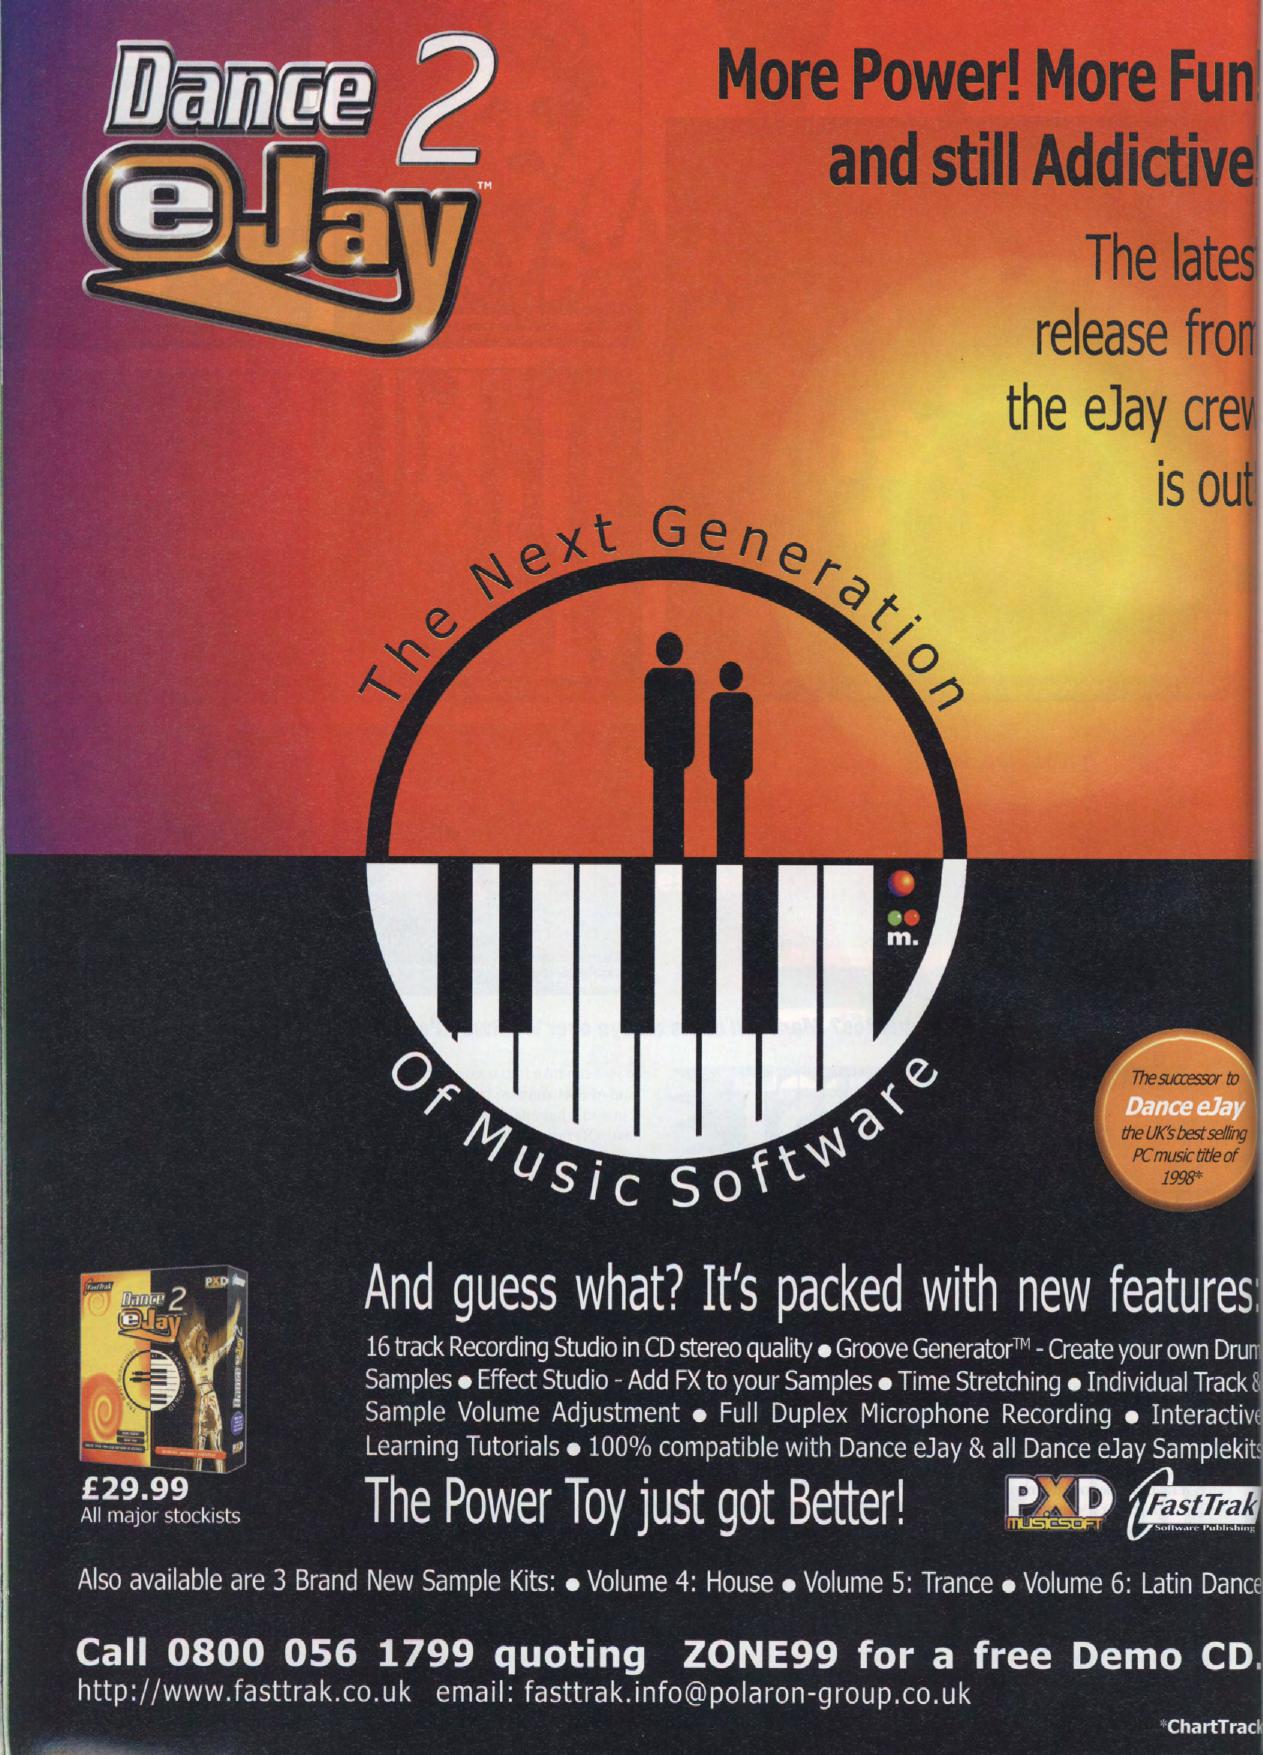 Dance 2
eJay™
More Power! More Fun!
and still Addictive!
The lates
release from
the eJay crew
is out!
The Next Generation
m.
Of Music Software
The successor to
Dance eJay
the UK's best selling
PC music title of
1998*
FastTrak
PXD
Dance 2
eJay
And guess what? It's packed with new features:
16 track Recording Studio in CD stereo quality ● Groove Generator™ - Create your own Drum
Samples ● Effect Studio - Add FX to your Samples ● Time Stretching ● Individual Track &
Sample Volume Adjustment ● Full Duplex Microphone Recording ● Interactive
Learning Tutorials ● 100% compatible with Dance eJay & all Dance eJay Samplekits
£29.99
All major stockists
The Power Toy just got Better!
PXD
MUSICSOFT
FastTrak
Software Publishing
Also available are 3 Brand New Sample Kits: ● Volume 4: House ● Volume 5: Trance ● Volume 6: Latin Dance
Call 0800 056 1799 quoting ZONE99 for a free Demo CD.
http://www.fasttrak.co.uk email: fasttrak.info@polaron-group.co.uk
*ChartTrack